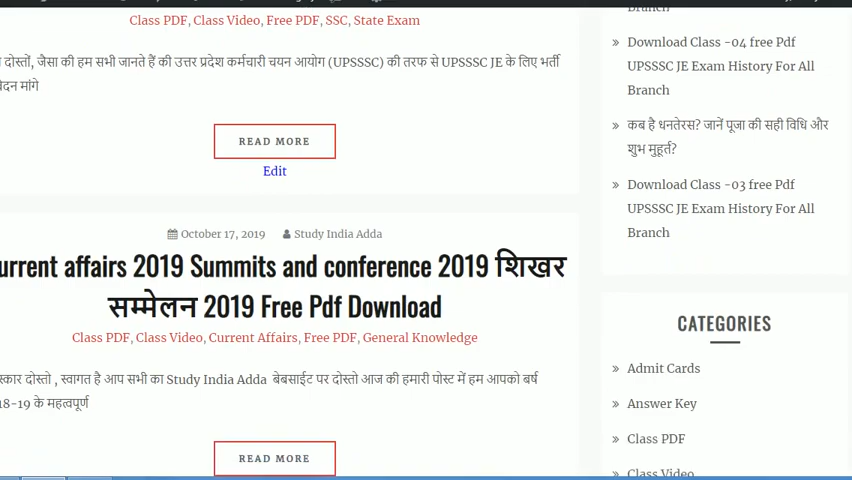 Class PDF, Class Video, Free PDF, SSC, State Exam
दोस्तों, जैसा की हम सभी जानते हैं की उत्तर प्रदेश कर्मचारी चयन आयोग (UPSSSC) की तरफ से UPSSSC JE के लिए भर्ती
मांगे
READ MORE
Edit
October 17, 2019 Study India Adda
urrent affairs 2019 Summits and conference 2019 शिखर
सम्मेलन 2019 Free Pdf Download
Class PDF, Class Video, Current Affairs, Free PDF, General Knowledge
स्कार दोस्तो , स्वागत है आप सभी का Study India Adda बेबसाईट पर दोस्तो आज की हमारी पोस्ट में हम आपको बर्ष
18-19 के महत्वपूर्ण
READ MORE
Branch
» Download Class -04 free Pdf
UPSSSC JE Exam History For All
Branch
» कब है धनतेरस? जानें पूजा की सही विधि और
शुभ मुहूर्त?
» Download Class -03 free Pdf
UPSSSC JE Exam History For All
Branch
CATEGORIES
» Admit Cards
» Answer Key
» Class PDF
» Class Video